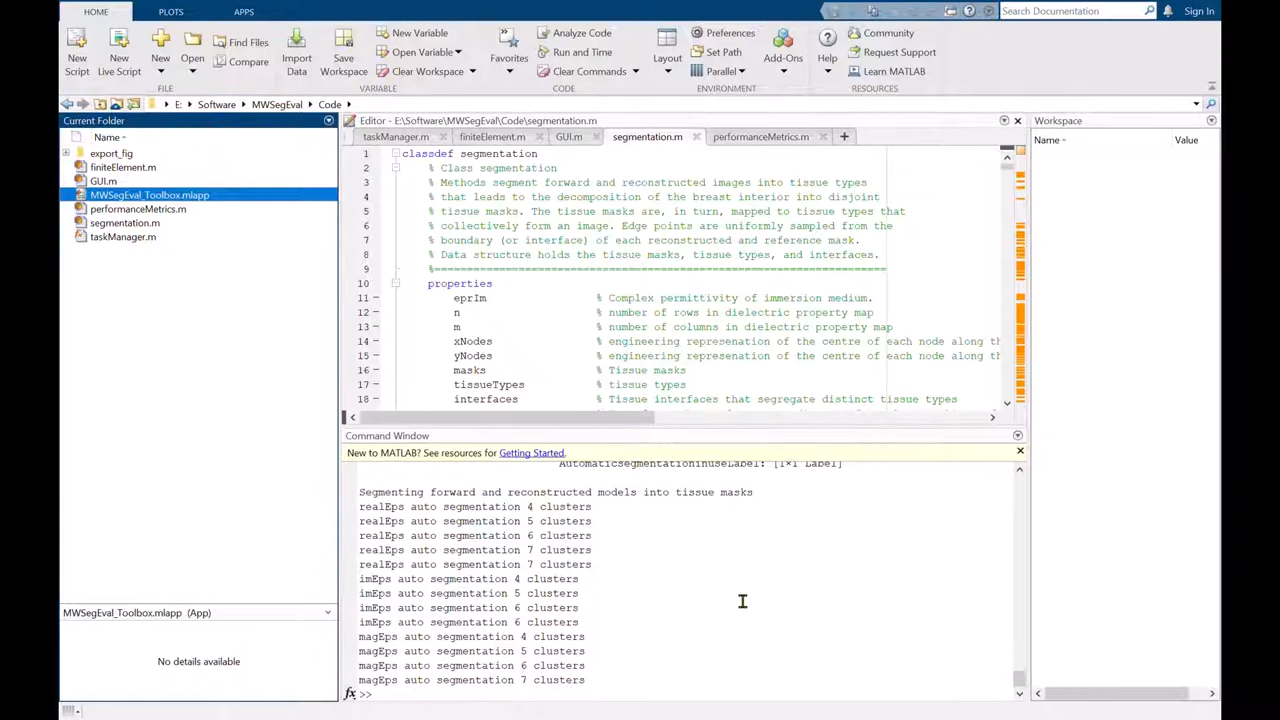 HOME PLOTS APPS
Search Documentation Sign In
New Script
New Live Script
New
Open
Find Files
Compare
Import Data
Save Workspace
New Variable
Open Variable
Clear Workspace
Favorites
Analyze Code
Run and Time
Clear Commands
Layout
Preferences
Set Path
Parallel
Add-Ons
Help
Community
Request Support
Learn MATLAB
FILE VARIABLE CODE ENVIRONMENT RESOURCES
E: Software MWSegEval Code
Current Folder
Name
export_fig
finiteElement.m
GUI.m
MWSegEval_Toolbox.mlapp
performanceMetrics.m
segmentation.m
taskManager.m
MWSegEval_Toolbox.mlapp (App)
No details available
Editor - E:\Software\MWSegEval\Code\segmentation.m
taskManager.m finiteElement.m GUI.m segmentation.m performanceMetrics.m
1 classdef segmentation
2 % Class segmentation
3 % Methods segment forward and reconstructed images into tissue types
4 % that leads to the decomposition of the breast interior into disjoint
5 % tissue masks. The tissue masks are, in turn, mapped to tissue types that
6 % collectively form an image. Edge points are uniformly sampled from the
7 % boundary (or interface) of each reconstructed and reference mask.
8 % Data structure holds the tissue masks, tissue types, and interfaces.
9 %======================================================================
10 properties
11 eprIm % Complex permittivity of immersion medium.
12 n % number of rows in dielectric property map
13 m % number of columns in dielectric property map
14 xNodes % engineering represenation of the centre of each node along th
15 yNodes % engineering represenation of the centre of each node along th
16 masks % Tissue masks
17 tissueTypes % tissue types
18 interfaces % Tissue interfaces that segregate distinct tissue types
Command Window
New to MATLAB? See resources for Getting Started.
AutomaticsegmentationinuseLabel: [1×1 Label]
Segmenting forward and reconstructed models into tissue masks
realEps auto segmentation 4 clusters
realEps auto segmentation 5 clusters
realEps auto segmentation 6 clusters
realEps auto segmentation 7 clusters
realEps auto segmentation 7 clusters
imEps auto segmentation 4 clusters
imEps auto segmentation 5 clusters
imEps auto segmentation 6 clusters
imEps auto segmentation 6 clusters
magEps auto segmentation 4 clusters
magEps auto segmentation 5 clusters
magEps auto segmentation 6 clusters
magEps auto segmentation 7 clusters
fx >>
Workspace
Name Value